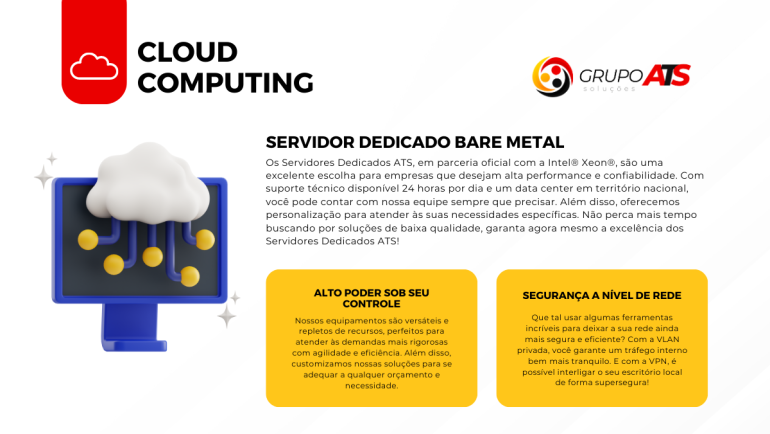 CLOUD
COMPUTING
GRUPO ATS
soluções
SERVIDOR DEDICADO BARE METAL
Os Servidores Dedicados ATS, em parceria oficial com a Intel® Xeon®, são uma
excelente escolha para empresas que desejam alta performance e confiabilidade. Com
suporte técnico disponível 24 horas por dia e um data center em território nacional,
você pode contar com nossa equipe sempre que precisar. Além disso, oferecemos
personalização para atender às suas necessidades específicas. Não perca mais tempo
buscando por soluções de baixa qualidade, garanta agora mesmo a excelência dos
Servidores Dedicados ATS!
ALTO PODER SOB SEU
CONTROLE
Nossos equipamentos são versáteis e
repletos de recursos, perfeitos para
atender às demandas mais rigorosas
com agilidade e eficiência. Além disso,
customizamos nossas soluções para se
adequar a qualquer orçamento e
necessidade.
SEGURANÇA A NÍVEL DE REDE
Que tal usar algumas ferramentas
incríveis para deixar a sua rede ainda
mais segura e eficiente? Com a VLAN
privada, você garante um tráfego interno
bem mais tranquilo. E com a VPN, é
possível interligar o seu escritório local
de forma supersegura!